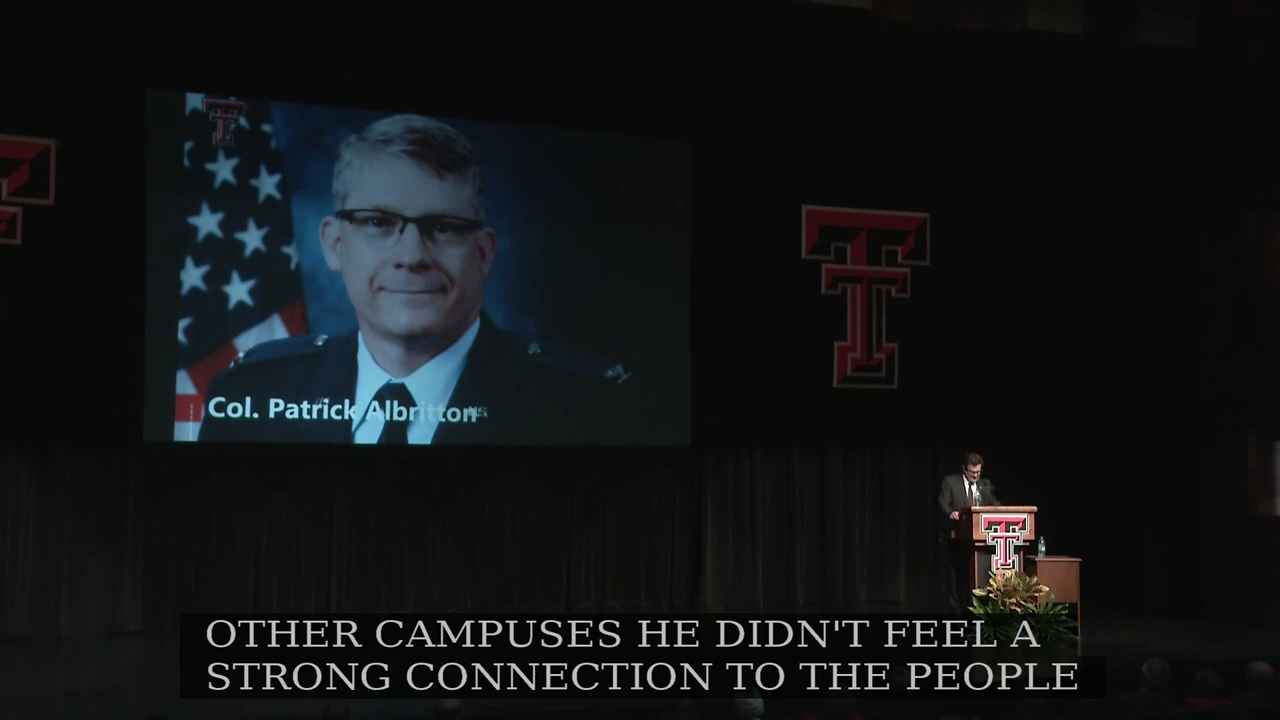 Col. Patrick Albritton
OTHER CAMPUSES HE DIDN'T FEEL A
STRONG CONNECTION TO THE PEOPLE